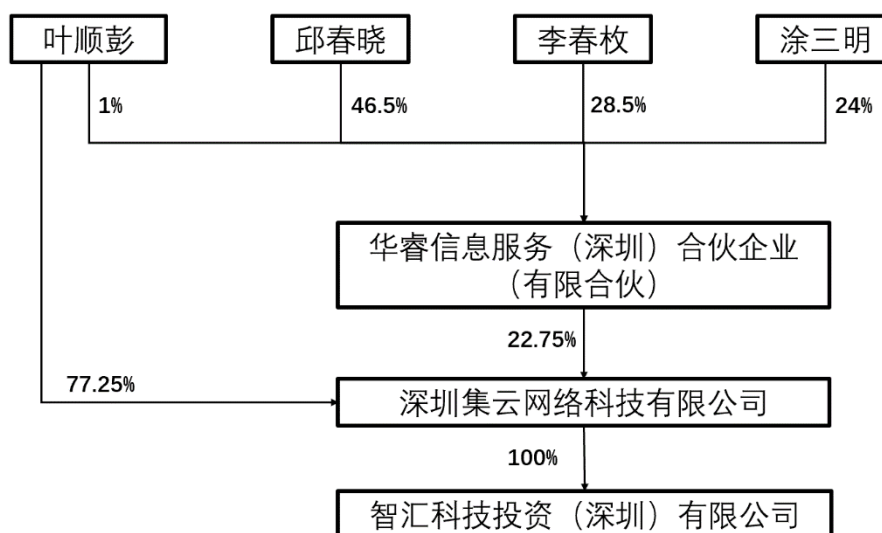 叶顺彭
邱春晓
李春枚
涂三明
1%
46.5%
28.5%
24%
华睿信息服务（深圳）合伙企业
（有限合伙）
22.75%
77.25%
深圳集云网络科技有限公司
100%
智汇科技投资（深圳）有限公司